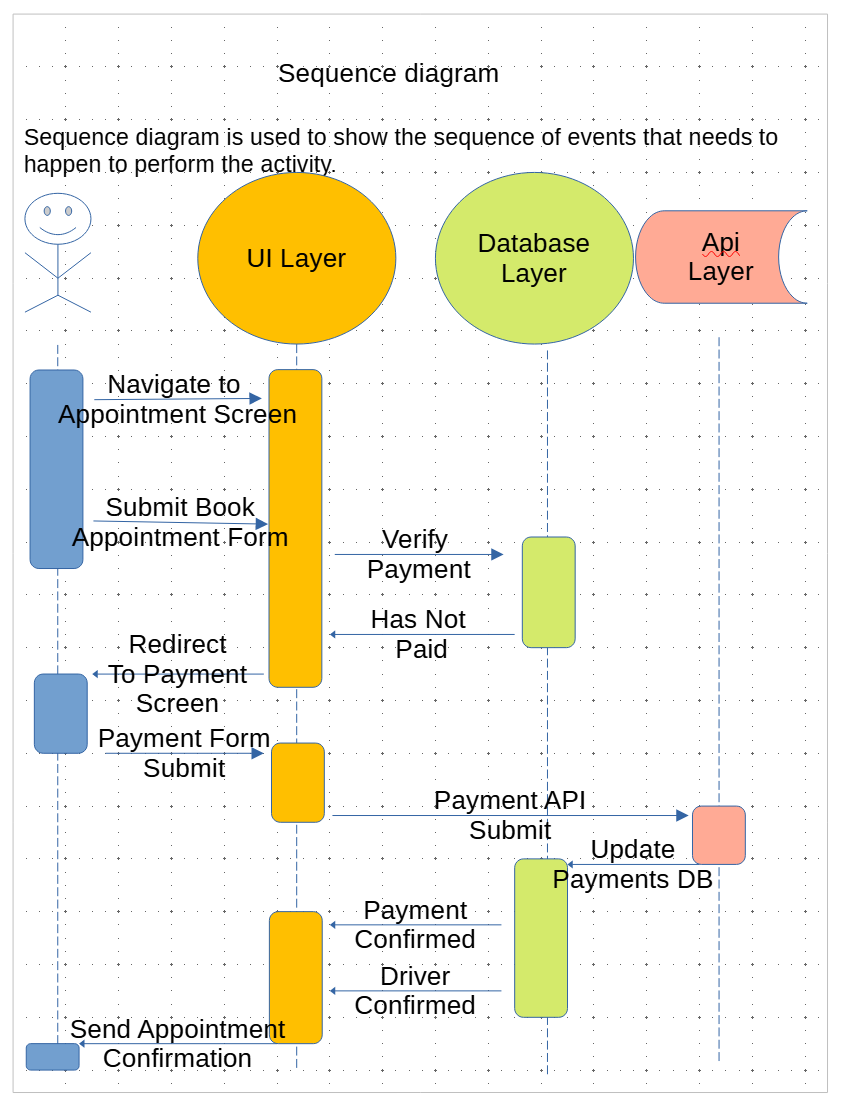 Sequence diagram
Sequence diagram is used to show the sequence of events that needs to
happen to perform the activity.
UI Layer
Database
Layer
Api
Layer
Navigate to
Appointment Screen
Submit Book
Appointment Form
Verify
Payment
Has Not
Paid
Redirect
To Payment
Screen
Payment Form
Submit
Payment API
Submit
Update
Payments DB
Payment
Confirmed
Driver
Confirmed
Send Appointment
Confirmation